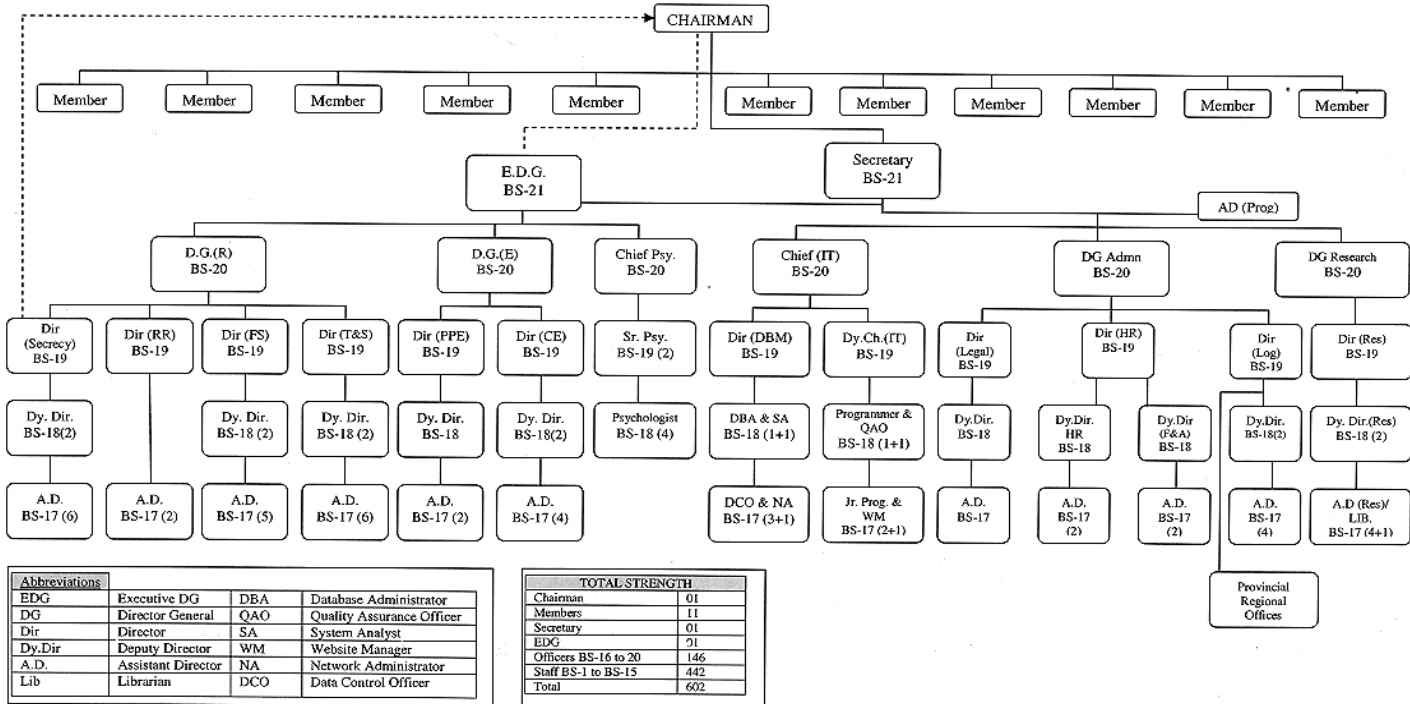 CHAIRMAN
Member
Member
Member
Member
Member
Member
Member
Member
Member
Member
Member
E.D.G.
BS-21
Secretary
BS-21
AD (Prog)
D.G.(R)
BS-20
D.G.(E)
BS-20
Chief Psy.
BS-20
Chief (IT)
BS-20
DG Admn
BS-20
DG Research
BS-20
Dir
(Secrecy)
BS-19
Dir (RR)
BS-19
Dir (FS)
BS-19
Dir (T&S)
BS-19
Dir (PPE)
BS-19
Dir (CE)
BS-19
Sr. Psy.
BS-19 (2)
Dir (DBM)
BS-19
Dy.Ch.(IT)
BS-19
Dir
(Legal)
BS-19
Dir (HR)
BS-19
Dir
(Log)
BS-19
Dir (Res)
BS-19
Dy. Dir.
BS-18(2)
Dy. Dir.
BS-18 (2)
Dy. Dir.
BS-18 (2)
Dy. Dir.
BS-18
Dy. Dir.
BS-18(2)
Psychologist
BS-18 (4)
DBA & SA
BS-18 (1+1)
Programmer &
QAO
BS-18 (1+1)
Dy.Dir.
BS-18
Dy.Dir.
HR
BS-18
Dy.Dir
(F&A)
BS-18
Dy.Dir.
BS-18(2)
Dy. Dir.(Res)
BS-18 (2)
A.D.
BS-17 (6)
A.D.
BS-17 (2)
A.D.
BS-17 (5)
A.D.
BS-17 (6)
A.D.
BS-17 (2)
A.D.
BS-17 (4)
DCO & NA
BS-17 (3+1)
Jr. Prog. &
WM
BS-17 (2+1)
A.D.
BS-17
A.D.
BS-17
(2)
A.D.
BS-17
(2)
A.D.
BS-17
(4)
A.D (Res)/
LIB.
BS-17 (4+1)
Provincial
Regional
Offices
Abbreviations
EDG Executive DG DBA Database Administrator
DG Director General QAO Quality Assurance Officer
Dir Director SA System Analyst
Dy.Dir Deputy Director WM Website Manager
A.D. Assistant Director NA Network Administrator
Lib Librarian DCO Data Control Officer
TOTAL STRENGTH
Chairman 01
Members 11
Secretary 01
EDG 01
Officers BS-16 to 20 146
Staff BS-1 to BS-15 442
Total 602